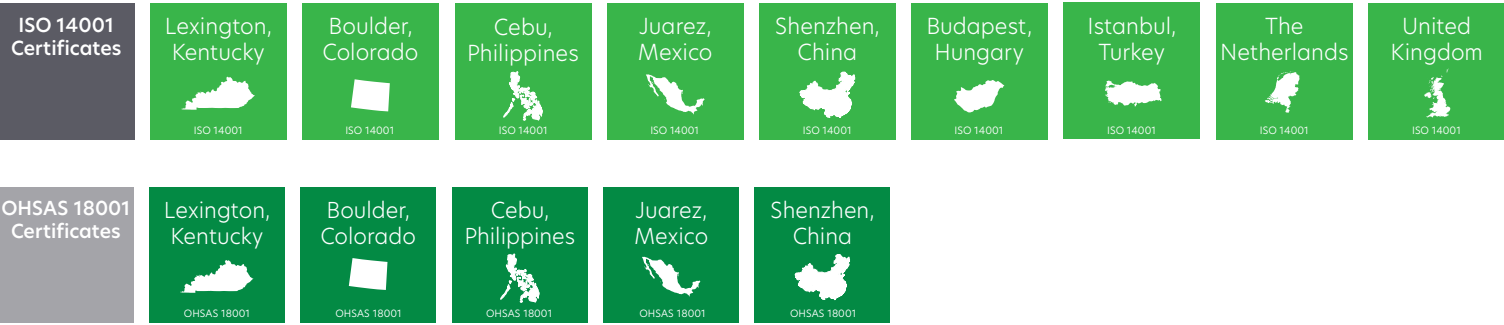 ISO 14001
Certificates
Lexington,
Kentucky
ISO 14001
Boulder,
Colorado
ISO 14001
Cebu,
Philippines
ISO 14001
Juarez,
Mexico
ISO 14001
Shenzhen,
China
ISO 14001
Budapest,
Hungary
ISO 14001
Istanbul,
Turkey
ISO 14001
The
Netherlands
ISO 14001
United
Kingdom
ISO 14001
OHSAS 18001
Certificates
Lexington,
Kentucky
OHSAS 18001
Boulder,
Colorado
OHSAS 18001
Cebu,
Philippines
OHSAS 18001
Juarez,
Mexico
OHSAS 18001
Shenzhen,
China
OHSAS 18001